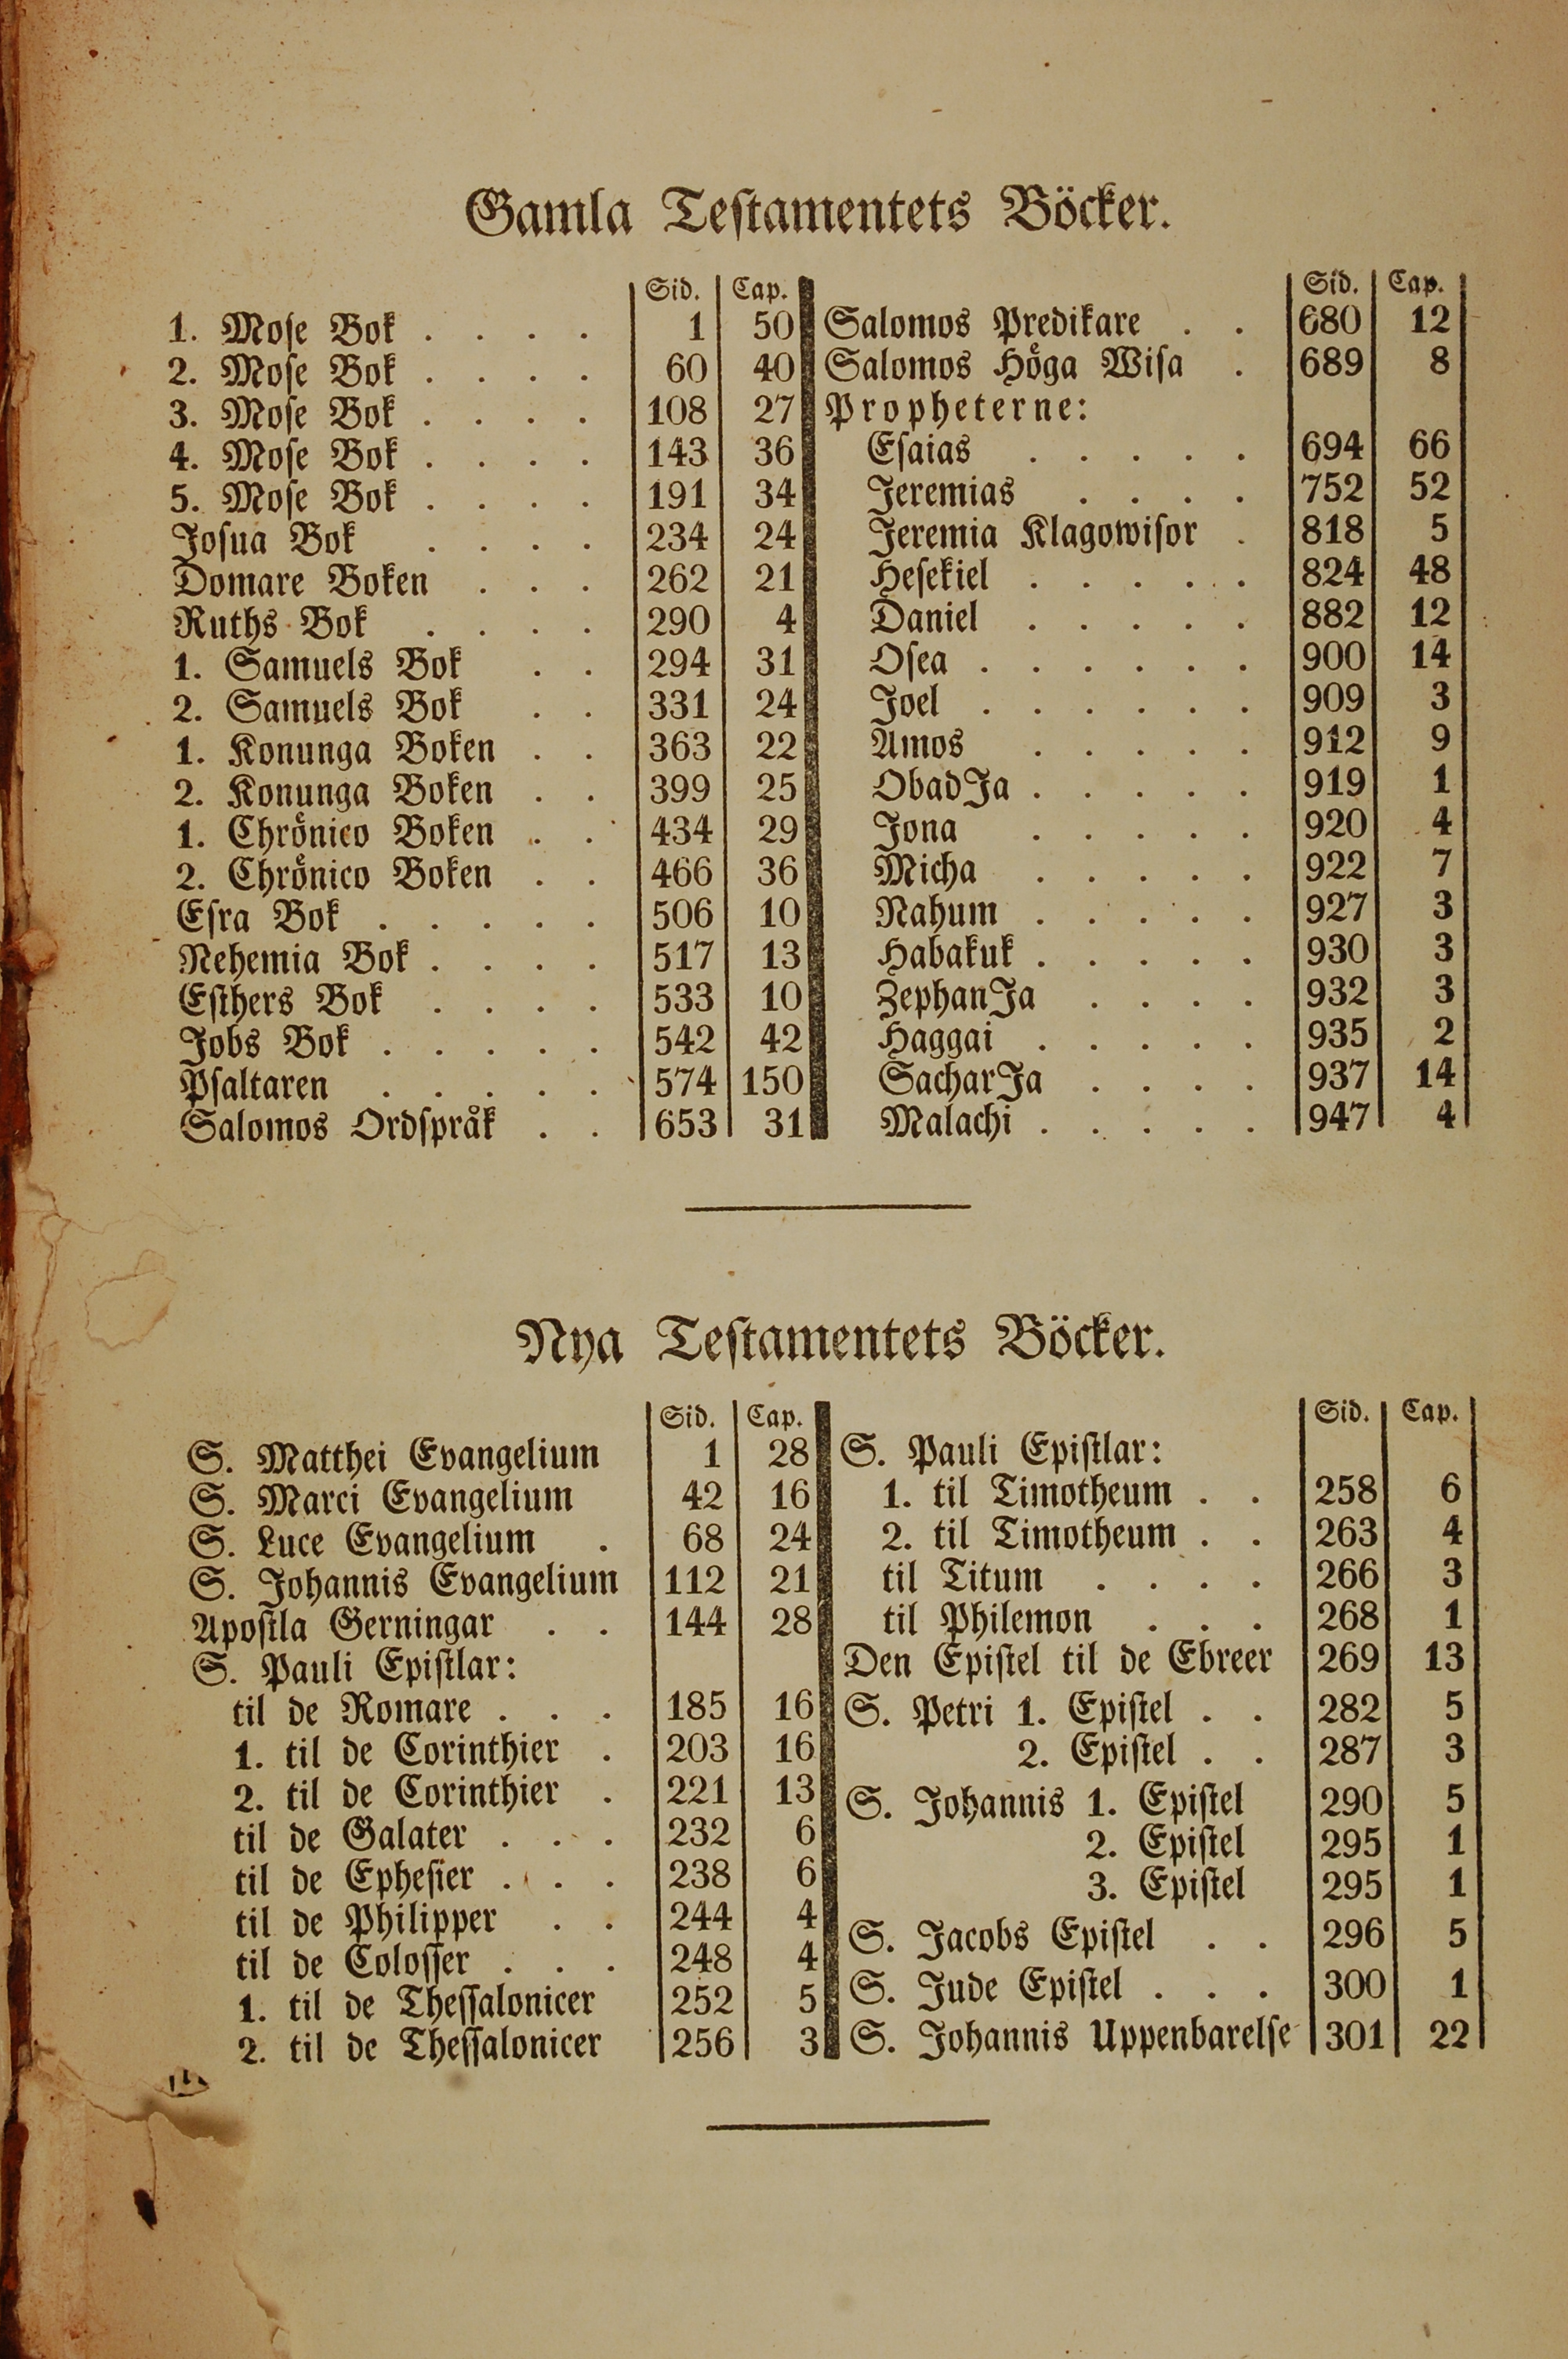 Gamla Testamentets Böcker.
Sid. Cap.
1. Mose Bok . . . . 1 50
2. Mose Bok . . . . 60 40
3. Mose Bok . . . . 108 27
4. Mose Bok . . . . 143 36
5. Mose Bok . . . . 191 34
Josua Bok . . . . 234 24
Domare Boken . . . 262 21
Ruths Bok . . . . 290 4
1. Samuels Bok . . 294 31
2. Samuels Bok . . 331 24
1. Konunga Boken . . 363 22
2. Konunga Boken . . 399 25
1. Chrönico Boken . . 434 29
2. Chrönico Boken . . 466 36
Esra Bok . . . . . 506 10
Nehemia Bok . . . . 517 13
Esthers Bok . . . . 533 10
Jobs Bok . . . . . 542 42
Psaltaren . . . . . 574 150
Salomos Ordspråk . . 653 31
Sid. Cap.
Salomos Predikare . . 680 12
Salomos Höga Wisa . 689 8
Propheterne:
Esaias . . . . . 694 66
Jeremias . . . . 752 52
Jeremia Klagowisor . 818 5
Hesekiel . . . . . 824 48
Daniel . . . . . 882 12
Osea . . . . . . 900 14
Joel . . . . . . 909 3
Amos . . . . . 912 9
ObadJa . . . . . 919 1
Jona . . . . . 920 4
Micha . . . . . 922 7
Nahum . . . . . 927 3
Habakuk . . . . . 930 3
ZephanJa . . . . 932 3
Haggai . . . . . 935 2
SacharJa . . . . 937 14
Malachi . . . . . 947 4
Nya Testamentets Böcker.
Sid. Cap.
S. Matthei Evangelium 1 28
S. Marci Evangelium 42 16
S. Luce Evangelium . 68 24
S. Johannis Evangelium 112 21
Apostla Gerningar . . 144 28
S. Pauli Epistlar:
til de Romare . . . 185 16
1. til de Corinthier . 203 16
2. til de Corinthier . 221 13
til de Galater . . . 232 6
til de Ephesier . . . 238 6
til de Philipper . . 244 4
til de Colosser . . . 248 4
1. til de Thessalonicer 252 5
2. til de Thessalonicer 256 3
Sid. Cap.
S. Pauli Epistlar:
1. til Timotheum . . 258 6
2. til Timotheum . . 263 4
til Titum . . . . 266 3
til Philemon . . . 268 1
Den Epistel til de Ebreer 269 13
S. Petri 1. Epistel . . 282 5
2. Epistel . . 287 3
S. Johannis 1. Epistel 290 5
2. Epistel 295 1
3. Epistel 295 1
S. Jacobs Epistel . . 296 5
S. Jude Epistel . . . 300 1
S. Johannis Uppenbarelse 301 22